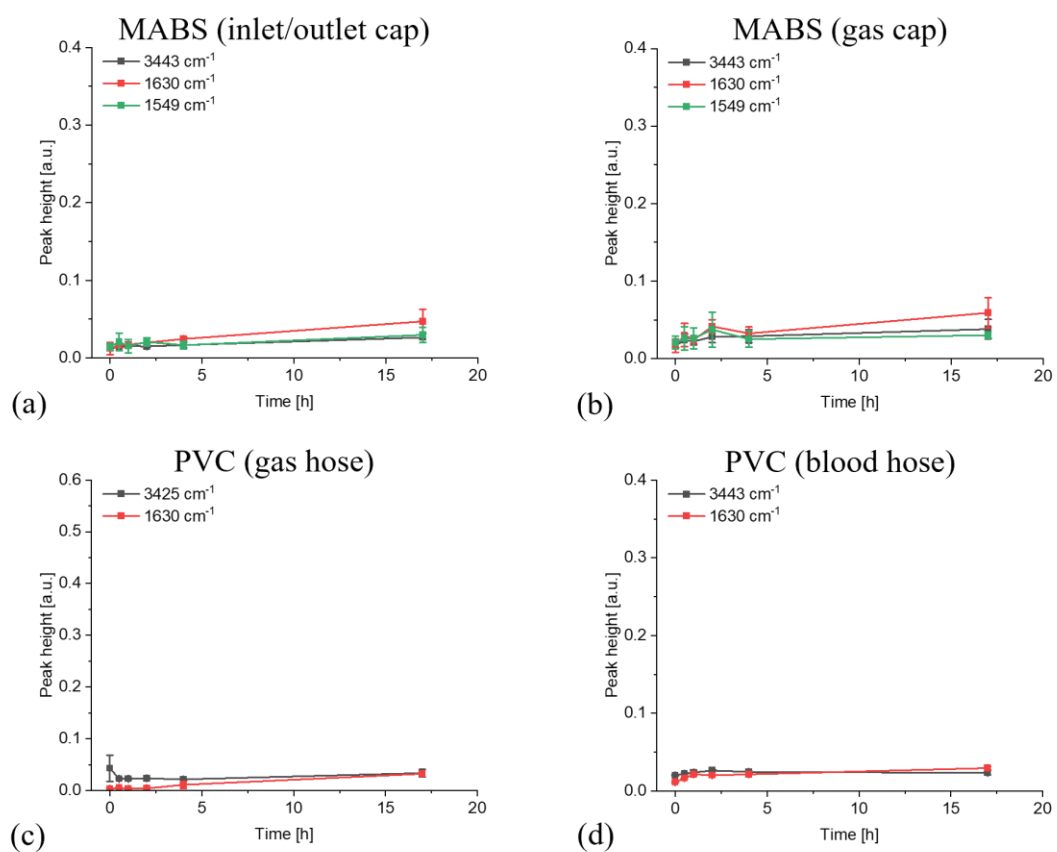 MABS (inlet/outlet cap)
0.4
0.3
0.2
0.1
0.0
Peak height [a.u.]
3443 cm⁻¹
1630 cm⁻¹
1549 cm⁻¹
0 5 10 15 20
Time [h]
(a)
MABS (gas cap)
0.4
0.3
0.2
0.1
0.0
Peak height [a.u.]
3443 cm⁻¹
1630 cm⁻¹
1549 cm⁻¹
0 5 10 15 20
Time [h]
(b)
PVC (gas hose)
0.6
0.5
0.4
0.3
0.2
0.1
0.0
Peak height [a.u.]
3425 cm⁻¹
1630 cm⁻¹
0 5 10 15 20
Time [h]
(c)
PVC (blood hose)
0.4
0.3
0.2
0.1
0.0
Peak height [a.u.]
3443 cm⁻¹
1630 cm⁻¹
0 5 10 15 20
Time [h]
(d)